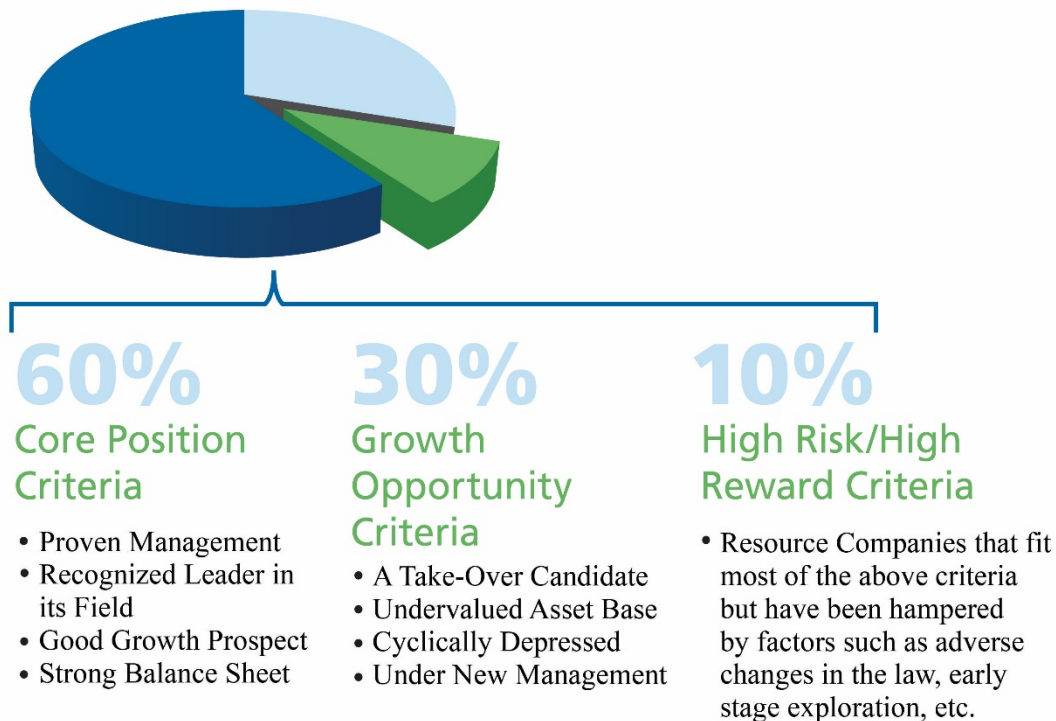 60%
Core Position
Criteria
• Proven Management
• Recognized Leader in
its Field
• Good Growth Prospect
• Strong Balance Sheet
30%
Growth
Opportunity
Criteria
• A Take-Over Candidate
• Undervalued Asset Base
• Cyclically Depressed
• Under New Management
10%
High Risk/High
Reward Criteria
• Resource Companies that fit
most of the above criteria
but have been hampered
by factors such as adverse
changes in the law, early
stage exploration, etc.